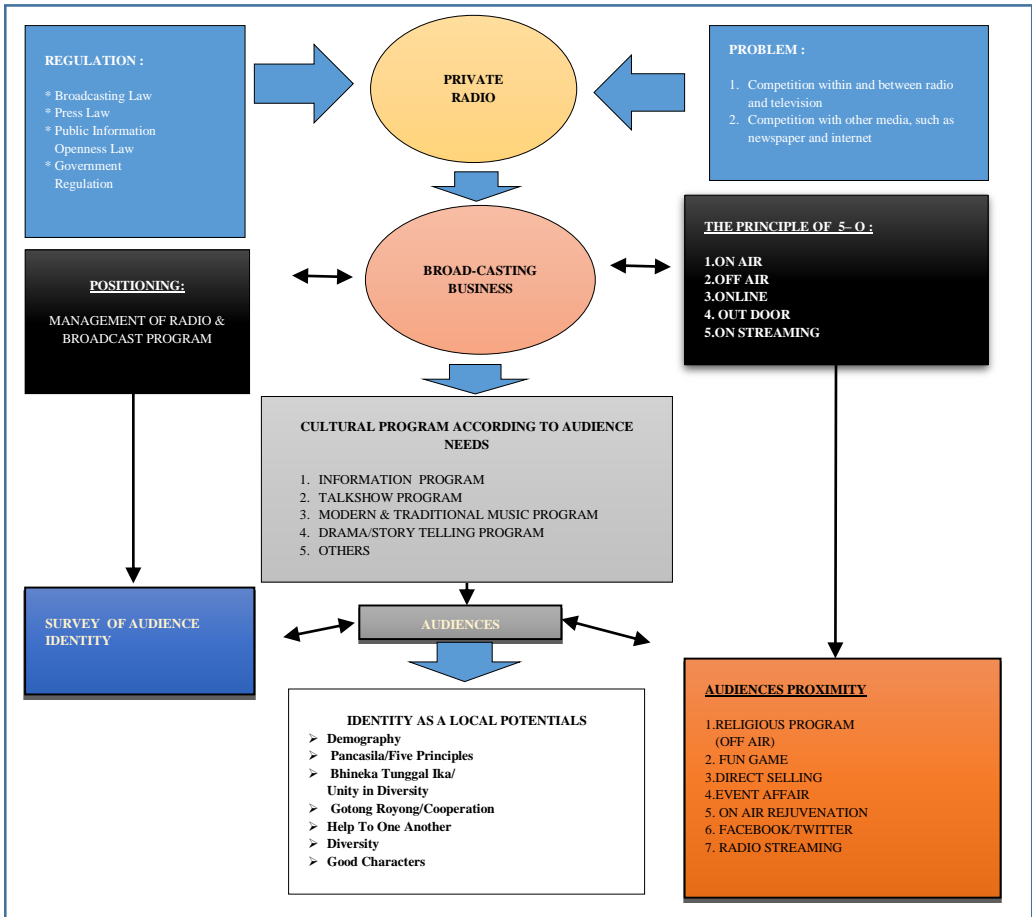 REGULATION :
* Broadcasting Law
* Press Law
* Public Information
Openness Law
* Government
Regulation
PRIVATE
RADIO
PROBLEM :
1. Competition within and between radio
and television
2. Competition with other media, such as
newspaper and internet
POSITIONING:
MANAGEMENT OF RADIO &
BROADCAST PROGRAM
BROAD-CASTING
BUSINESS
THE PRINCIPLE OF 5– O :
1.ON AIR
2.OFF AIR
3.ONLINE
4. OUT DOOR
5.ON STREAMING
CULTURAL PROGRAM ACCORDING TO AUDIENCE
NEEDS
1. INFORMATION PROGRAM
2. TALKSHOW PROGRAM
3. MODERN & TRADITIONAL MUSIC PROGRAM
4. DRAMA/STORY TELLING PROGRAM
5. OTHERS
SURVEY OF AUDIENCE
IDENTITY
AUDIENCES
IDENTITY AS A LOCAL POTENTIALS
➢ Demography
➢ Pancasila/Five Principles
➢ Bhineka Tunggal Ika/
Unity in Diversity
➢ Gotong Royong/Cooperation
➢ Help To One Another
➢ Diversity
➢ Good Characters
AUDIENCES PROXIMITY
1.RELIGIOUS PROGRAM
(OFF AIR)
2. FUN GAME
3.DIRECT SELLING
4.EVENT AFFAIR
5. ON AIR REJUVENATION
6. FACEBOOK/TWITTER
7. RADIO STREAMING